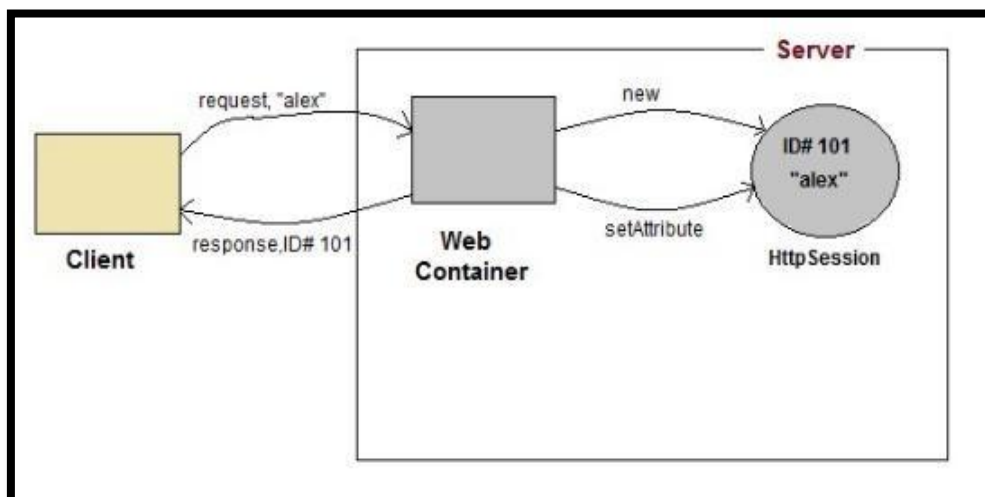 Server
request, "alex"
new
ID# 101
"alex"
setAttribute
response,ID# 101
Client
Web
Container
HttpSession